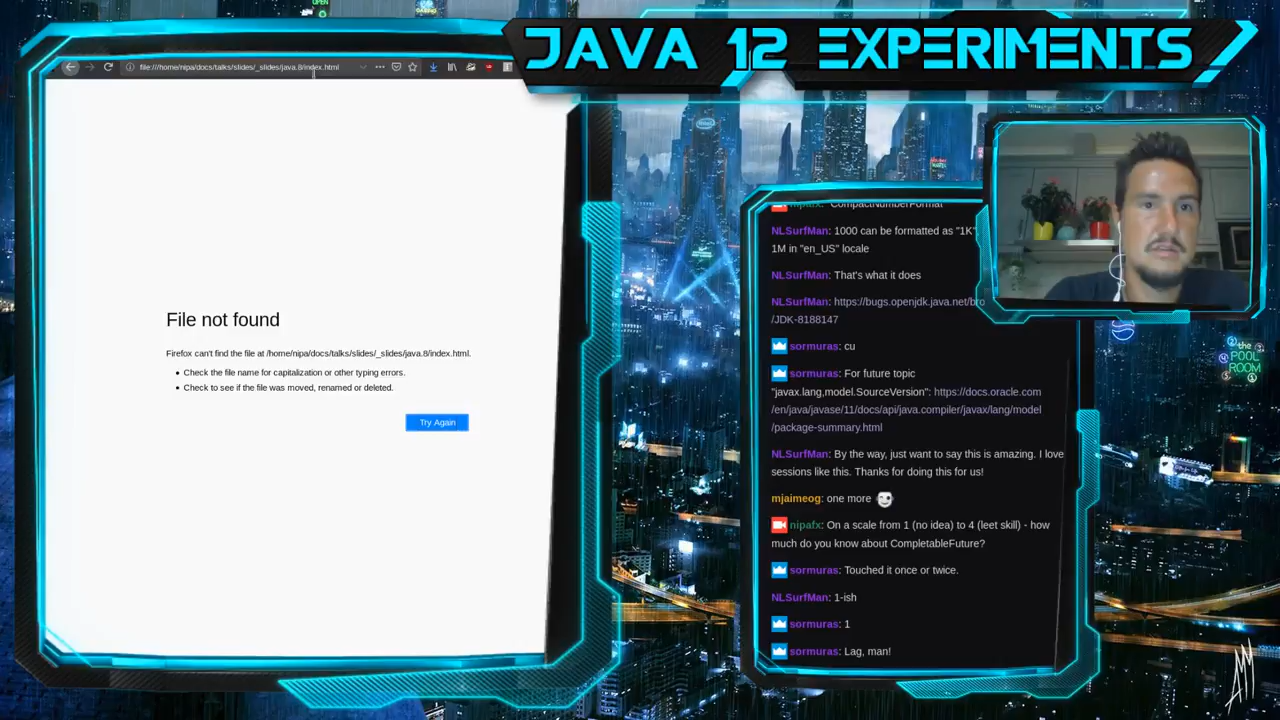 OPEN
JAVA 12 EXPERIMENTS
file:///home/nipa/docs/talks/slides/_slides/java.8/index.html
File not found
Firefox can't find the file at /home/nipa/docs/talks/slides/_slides/java.8/index.html.
• Check the file name for capitalization or other typing errors.
• Check to see if the file was moved, renamed or deleted.
Try Again
nipafx: "CompactNumberFormat
NLSurfMan: 1000 can be formatted as "1K"
1M in "en_US" locale
NLSurfMan: That's what it does
NLSurfMan: https://bugs.openjdk.java.net/bro
/JDK-8188147
sormuras: cu
sormuras: For future topic
"javax.lang,model.SourceVersion": https://docs.oracle.com
/en/java/javase/11/docs/api/java.compiler/javax/lang/model
/package-summary.html
NLSurfMan: By the way, just want to say this is amazing. I love
sessions like this. Thanks for doing this for us!
mjaimeog: one more
nipafx: On a scale from 1 (no idea) to 4 (leet skill) - how
much do you know about CompletableFuture?
sormuras: Touched it once or twice.
NLSurfMan: 1-ish
sormuras: 1
sormuras: Lag, man!
the
POOL
ROOM